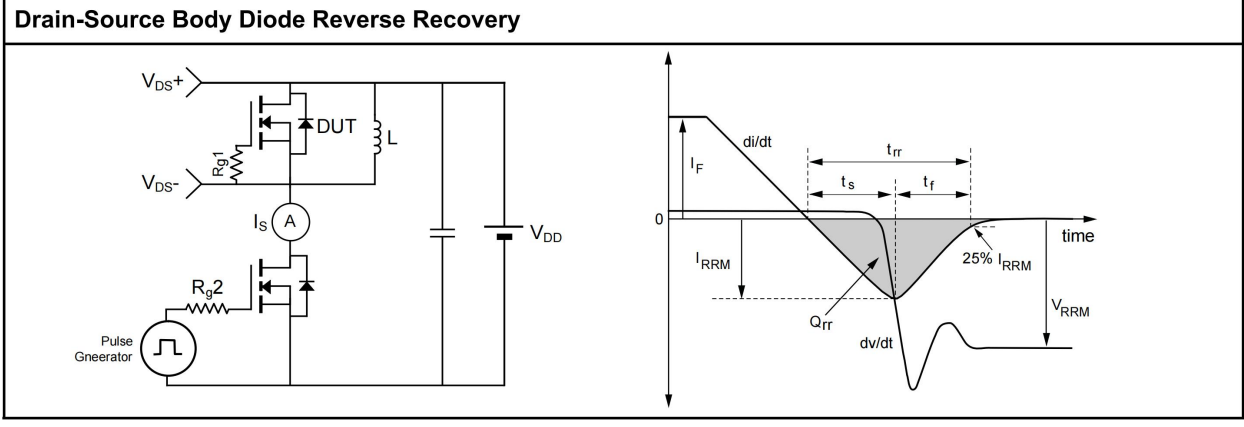 Drain-Source Body Diode Reverse Recovery
VDS+
DUT
L
Rg1
VDS-
IS
A
VDD
Rg2
Pulse
Gneerator
di/dt
trr
IF
ts
tf
0
time
IRRM
25% IRRM
VRRM
Qrr
dv/dt